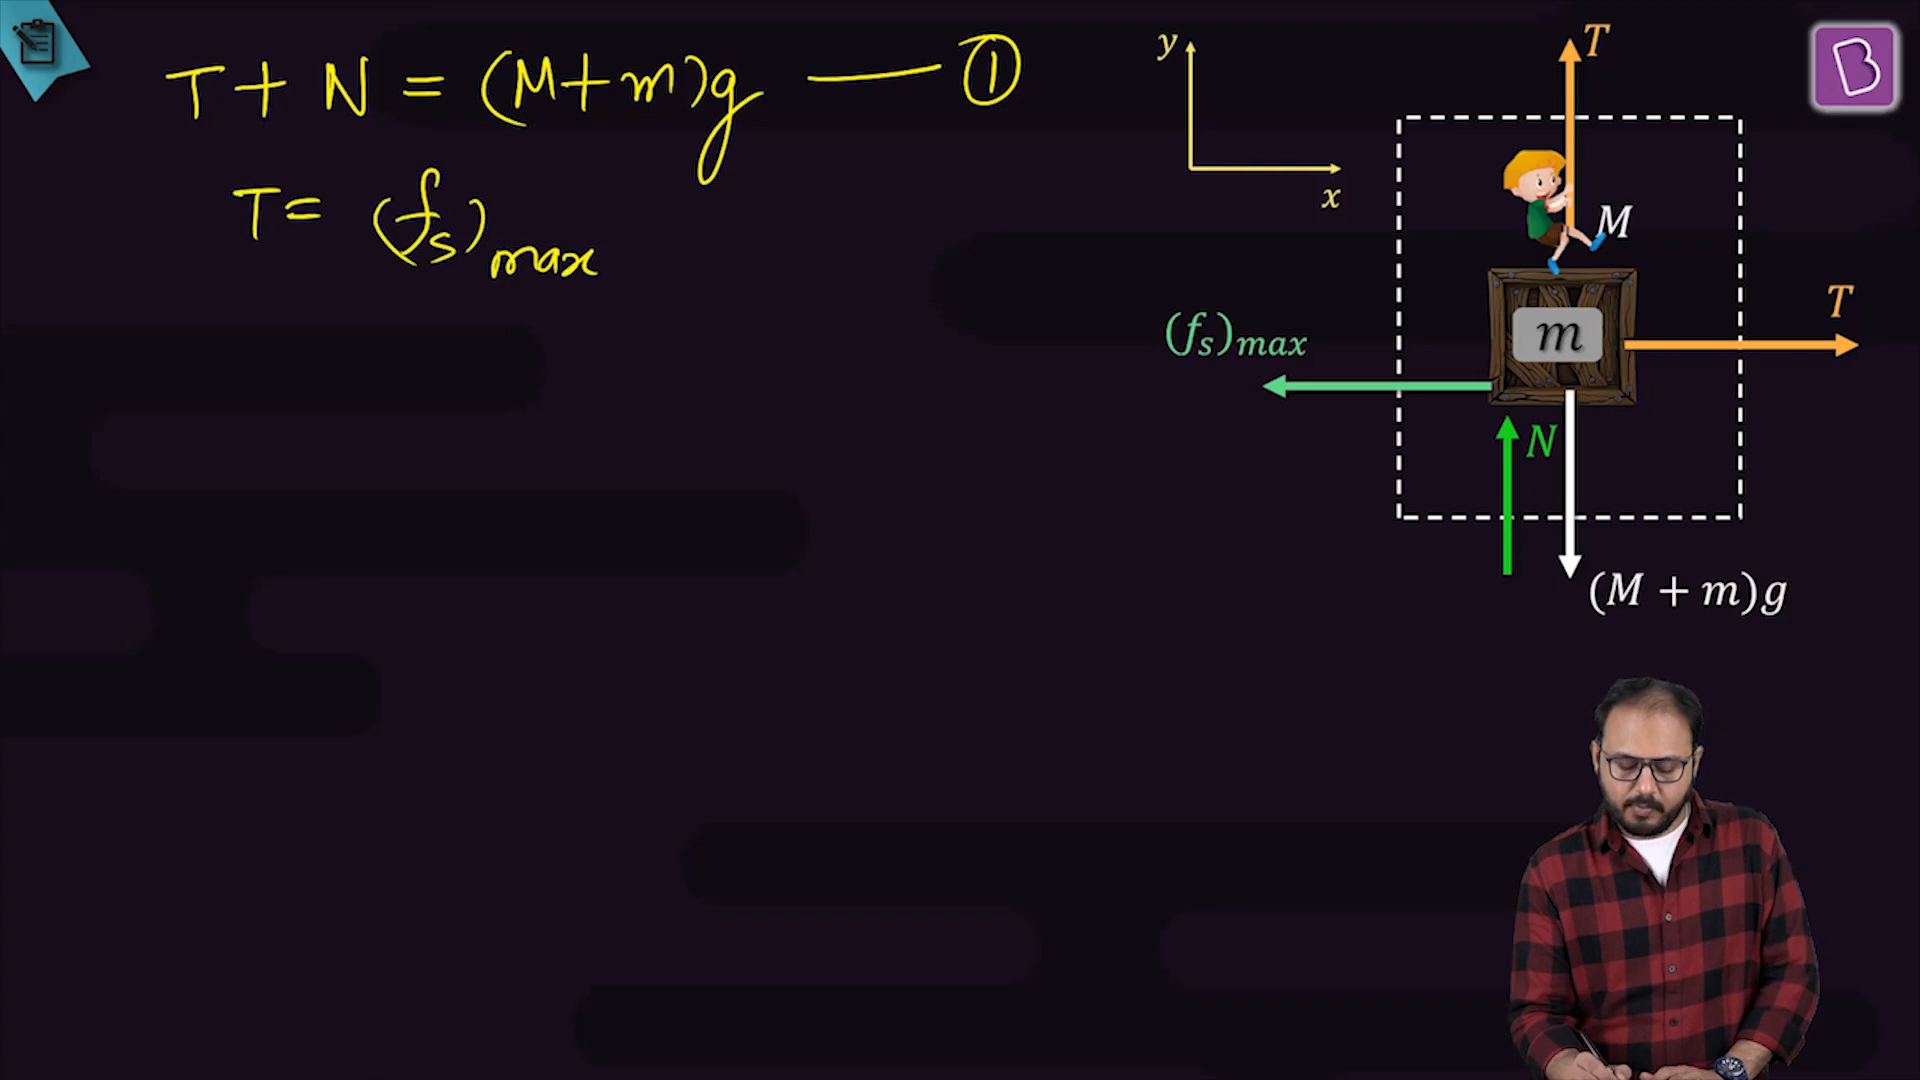 T + N = (M+m)g —— ①
T = (fₛ)max
y
x
T
M
m
T
(fₛ)max
N
(M + m)g
B